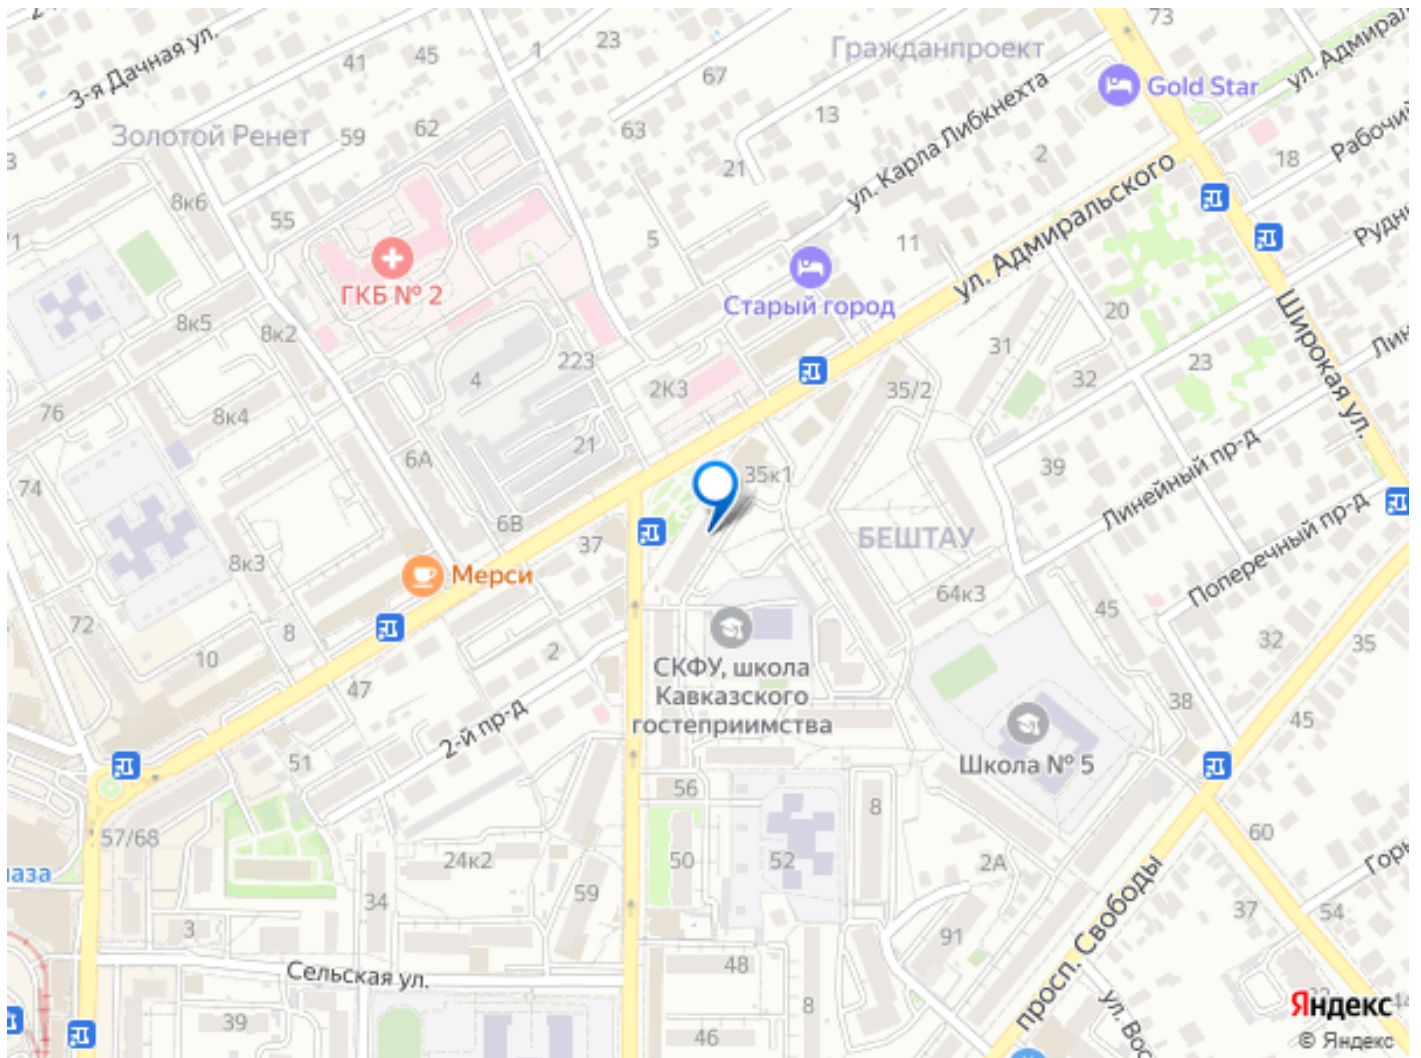 73
23
1
45
41
3-я Дачная ул.
67
Гражданпроект
Gold Star
ул. Адмирал
13
63
62
59
Золотой Ренет
ул. Карла Либкнехта
2
18
Рабочий
21
8к6
55
5
11
ул. Адмиральского
Рудн
ГКБ № 2
Старый город
8к5
8к2
20
Широкая ул.
31
23
Лин
4
223
2К3
35/2
32
76
8к4
6А
21
35к1
39
Линейный пр-д
74
6В
37
БЕШТАУ
Поперечный пр-д
8к3
Мерси
64к3
45
72
8
10
2
СКФУ, школа
Кавказского
гостеприимства
32
35
47
2-й пр-д
38
45
51
Школа № 5
56
8
57/68
24к2
50
52
2А
60
лаза
34
59
просп. Свободы
Горь
3
91
37
54
Сельская ул.
48
8
ул. Вос
39
46
Яндекс
© Яндекс